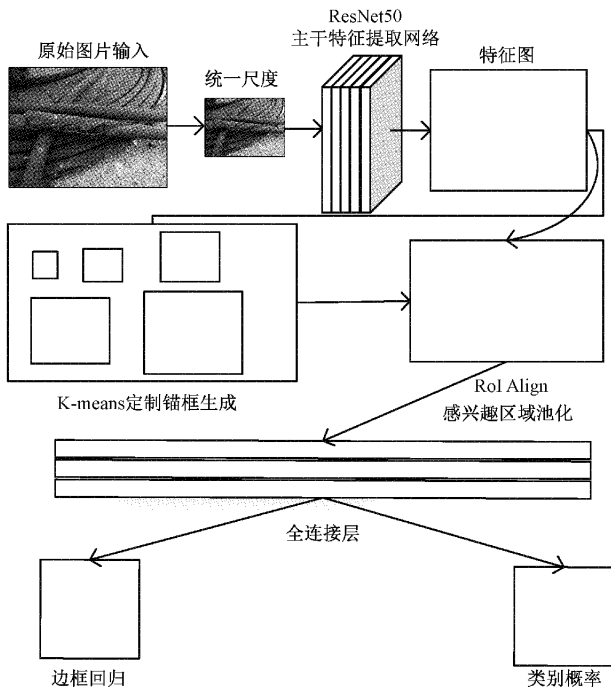 ResNet50
主干特征提取网络
原始图片输入
统一尺度
特征图
K-means定制锚框生成
RoI Align
感兴趣区域池化
全连接层
边框回归
类别概率